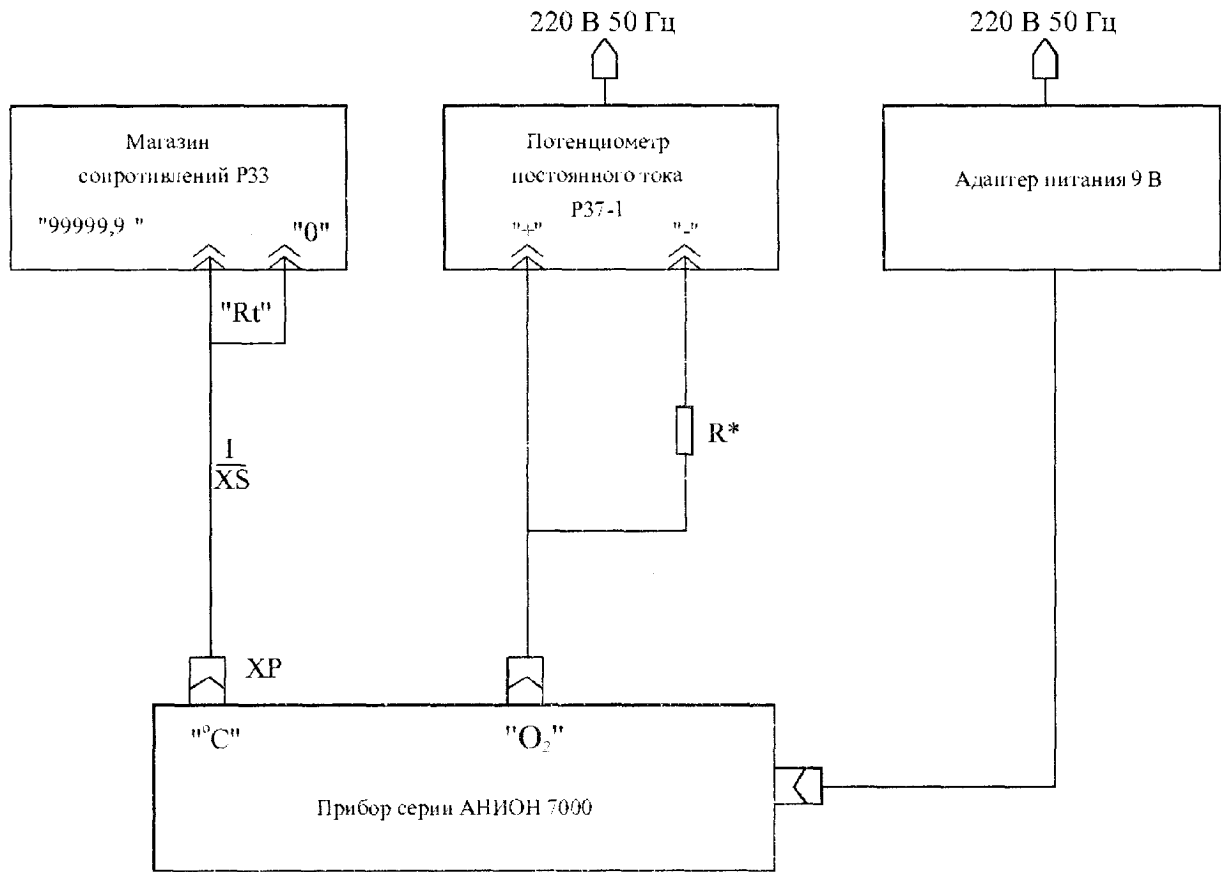 220 В 50 Гц
220 В 50 Гц
Магазин
сопротивлений Р33
"99999,9 "
"0"
Потенциометр
постоянного тока
Р37-1
"+"
"-"
Адаптер питания 9 В
"Rt"
R*
1
XS
XP
"°C"
"O₂"
Прибор серии АНИОН 7000